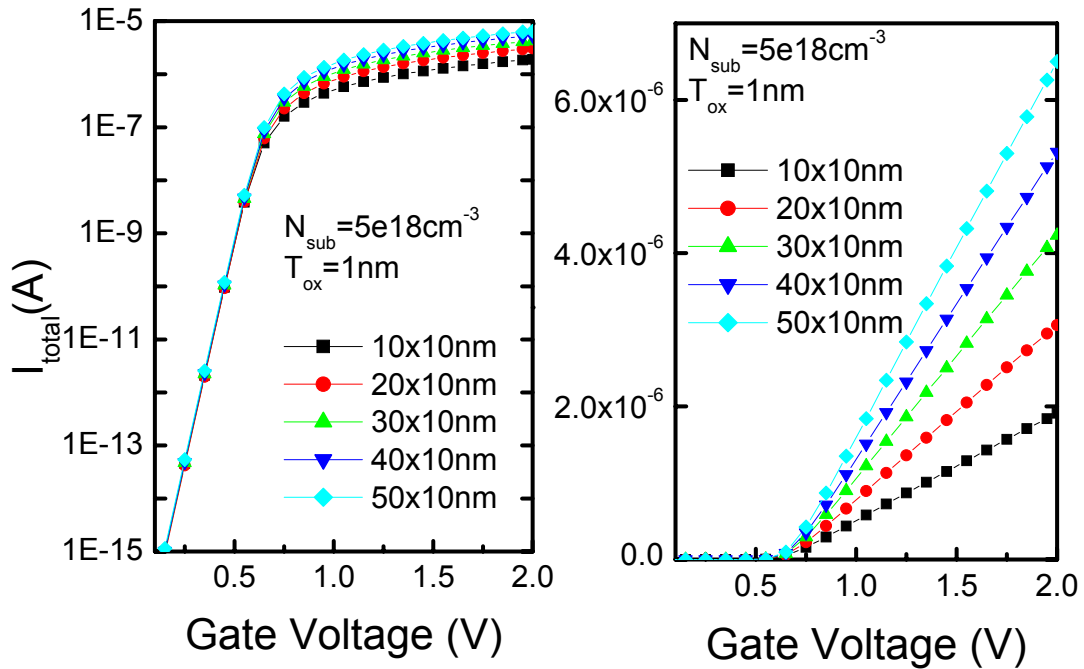 1E-5
1E-7
1E-9
1E-11
1E-13
1E-15
I_total(A)
N_sub=5e18cm^-3
T_ox=1nm
10x10nm
20x10nm
30x10nm
40x10nm
50x10nm
0.5 1.0 1.5 2.0
Gate Voltage (V)
N_sub=5e18cm^-3
T_ox=1nm
6.0x10^-6
4.0x10^-6
2.0x10^-6
0.0
10x10nm
20x10nm
30x10nm
40x10nm
50x10nm
0.5 1.0 1.5 2.0
Gate Voltage (V)